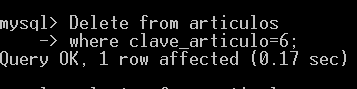 mysql> Delete from articulos
    -> where clave_articulo=6;
Query OK, 1 row affected (0.17 sec)